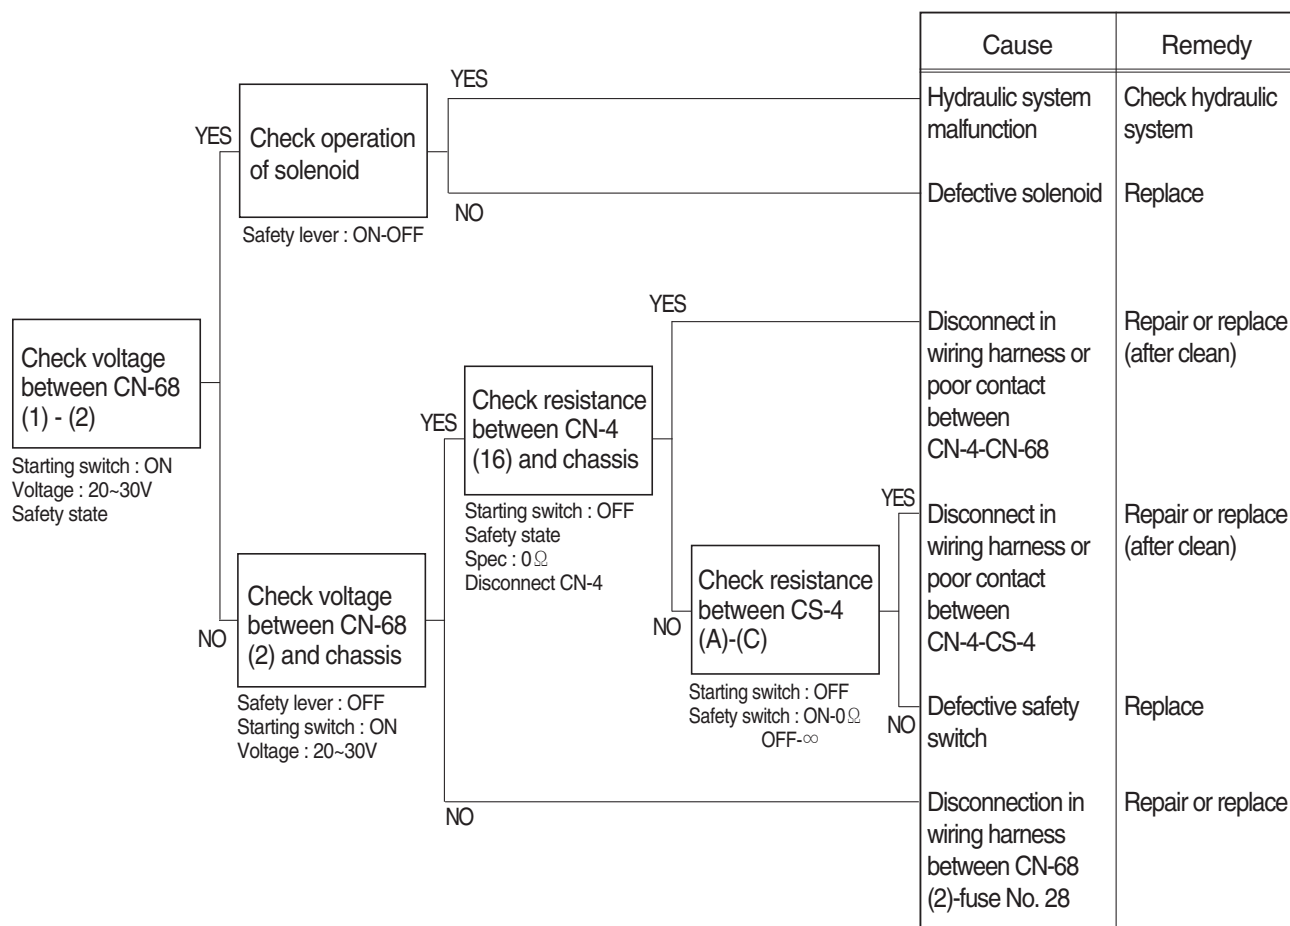 Cause
Remedy
YES
Hydraulic system
malfunction
Check hydraulic
system
YES
Check operation
of solenoid
NO
Defective solenoid
Replace
Safety lever : ON-OFF
YES
Disconnect in
wiring harness or
poor contact
between
CN-4-CN-68
Repair or replace
(after clean)
Check voltage
between CN-68
(1) - (2)
Starting switch : ON
Voltage : 20~30V
Safety state
YES
Check resistance
between CN-4
(16) and chassis
Starting switch : OFF
Safety state
Spec : 0Ω
Disconnect CN-4
YES
Disconnect in
wiring harness or
poor contact
between
CN-4-CS-4
Repair or replace
(after clean)
NO
Check resistance
between CS-4
(A)-(C)
Starting switch : OFF
Safety switch : ON-0Ω
OFF-∞
NO
Defective safety
switch
Replace
NO
Check voltage
between CN-68
(2) and chassis
Safety lever : OFF
Starting switch : ON
Voltage : 20~30V
NO
Disconnection in
wiring harness
between CN-68
(2)-fuse No. 28
Repair or replace